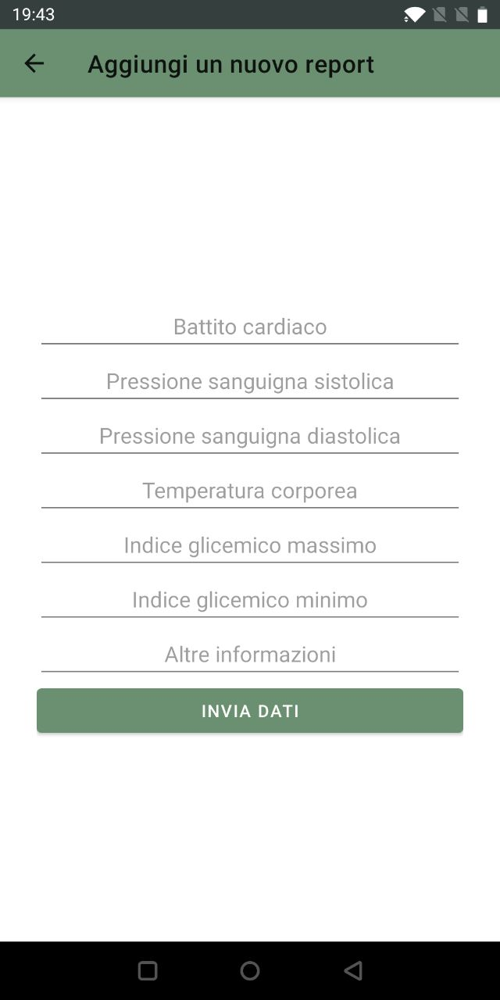 19:43
Aggiungi un nuovo report
Battito cardiaco
Pressione sanguigna sistolica
Pressione sanguigna diastolica
Temperatura corporea
Indice glicemico massimo
Indice glicemico minimo
Altre informazioni
INVIA DATI